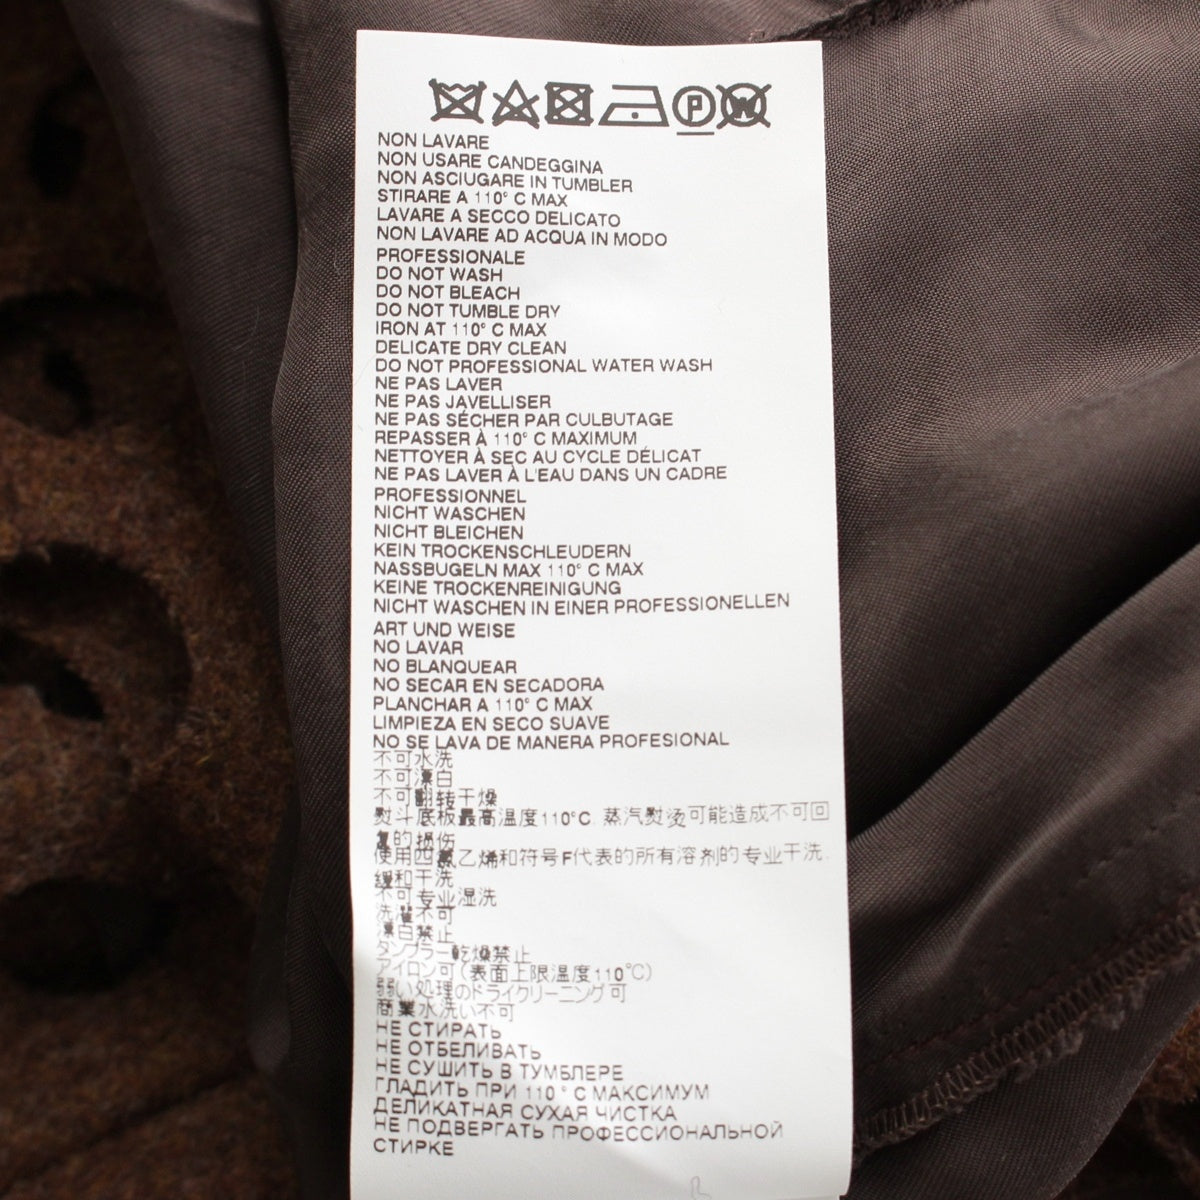 P W
NON LAVARE
NON USARE CANDEGGINA
NON ASCIUGARE IN TUMBLER
STIRARE A 110° C MAX
LAVARE A SECCO DELICATO
NON LAVARE AD ACQUA IN MODO
PROFESSIONALE
DO NOT WASH
DO NOT BLEACH
DO NOT TUMBLE DRY
IRON AT 110° C MAX
DELICATE DRY CLEAN
DO NOT PROFESSIONAL WATER WASH
NE PAS LAVER
NE PAS JAVELLISER
NE PAS SÉCHER PAR CULBUTAGE
REPASSER À 110° C MAXIMUM
NETTOYER À SEC AU CYCLE DÉLICAT
NE PAS LAVER À L'EAU DANS UN CADRE
PROFESSIONNEL
NICHT WASCHEN
NICHT BLEICHEN
KEIN TROCKENSCHLEUDERN
NASSBUGELN MAX 110° C MAX
KEINE TROCKENREINIGUNG
NICHT WASCHEN IN EINER PROFESSIONELLEN
ART UND WEISE
NO LAVAR
NO BLANQUEAR
NO SECAR EN SECADORA
PLANCHAR A 110° C MAX
LIMPIEZA EN SECO SUAVE
NO SE LAVA DE MANERA PROFESIONAL
不可水洗
不可漂白
不可翻转干燥
熨斗底板最高温度110°C. 蒸汽熨烫可能造成不可回
复的损伤
使用四氯乙烯和符号F代表的所有溶剂的专业干洗.
缓和干洗
不可专业湿洗
洗濯不可
漂白禁止
タンブラー乾燥禁止
アイロン可(表面上限温度110℃)
弱い処理のドライクリーニング可
商業水洗い不可
НЕ СТИРАТЬ
НЕ ОТБЕЛИВАТЬ
НЕ СУШИТЬ В ТУМБЛЕРЕ
ГЛАДИТЬ ПРИ 110 ° С МАКСИМУМ
ДЕЛИКАТНАЯ СУХАЯ ЧИСТКА
НЕ ПОДВЕРГАТЬ ПРОФЕССИОНАЛЬНОЙ
СТИРКЕ